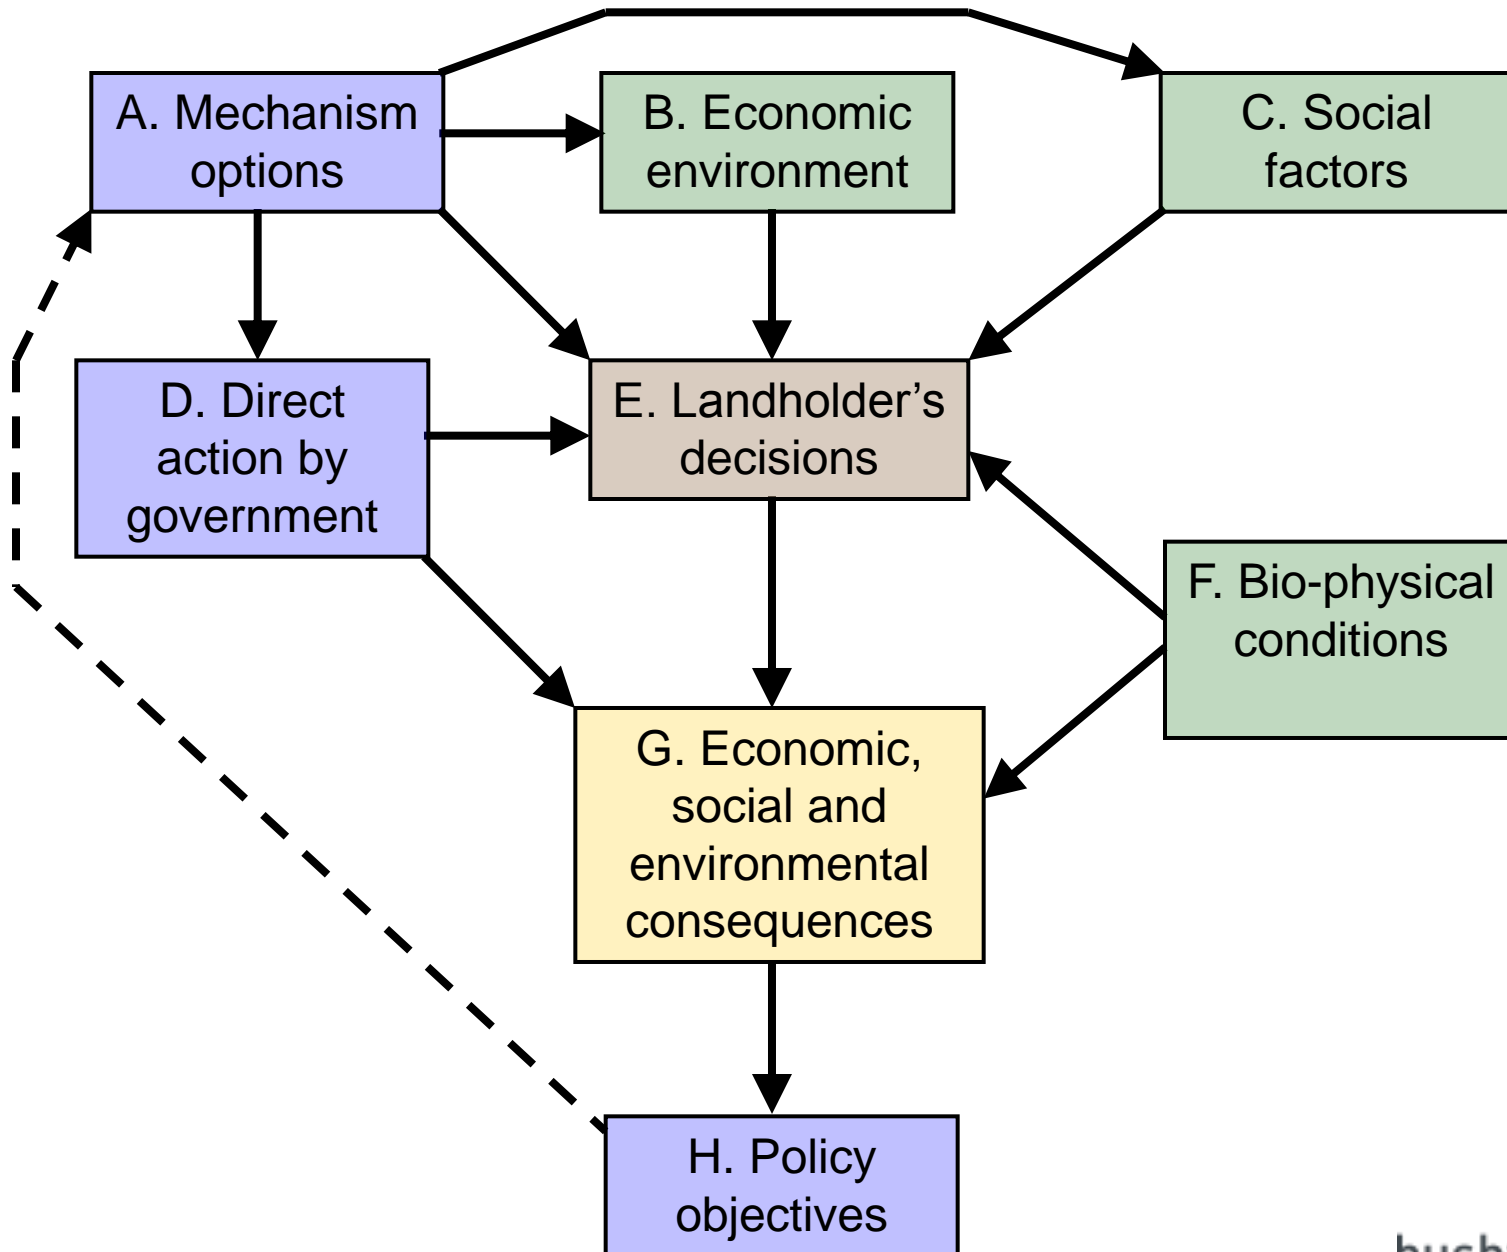 A. Mechanism
options
B. Economic
environment
C. Social
factors
D. Direct
action by
government
E. Landholder’s
decisions
F. Bio-physical
conditions
G. Economic,
social and
environmental
consequences
H. Policy
objectives